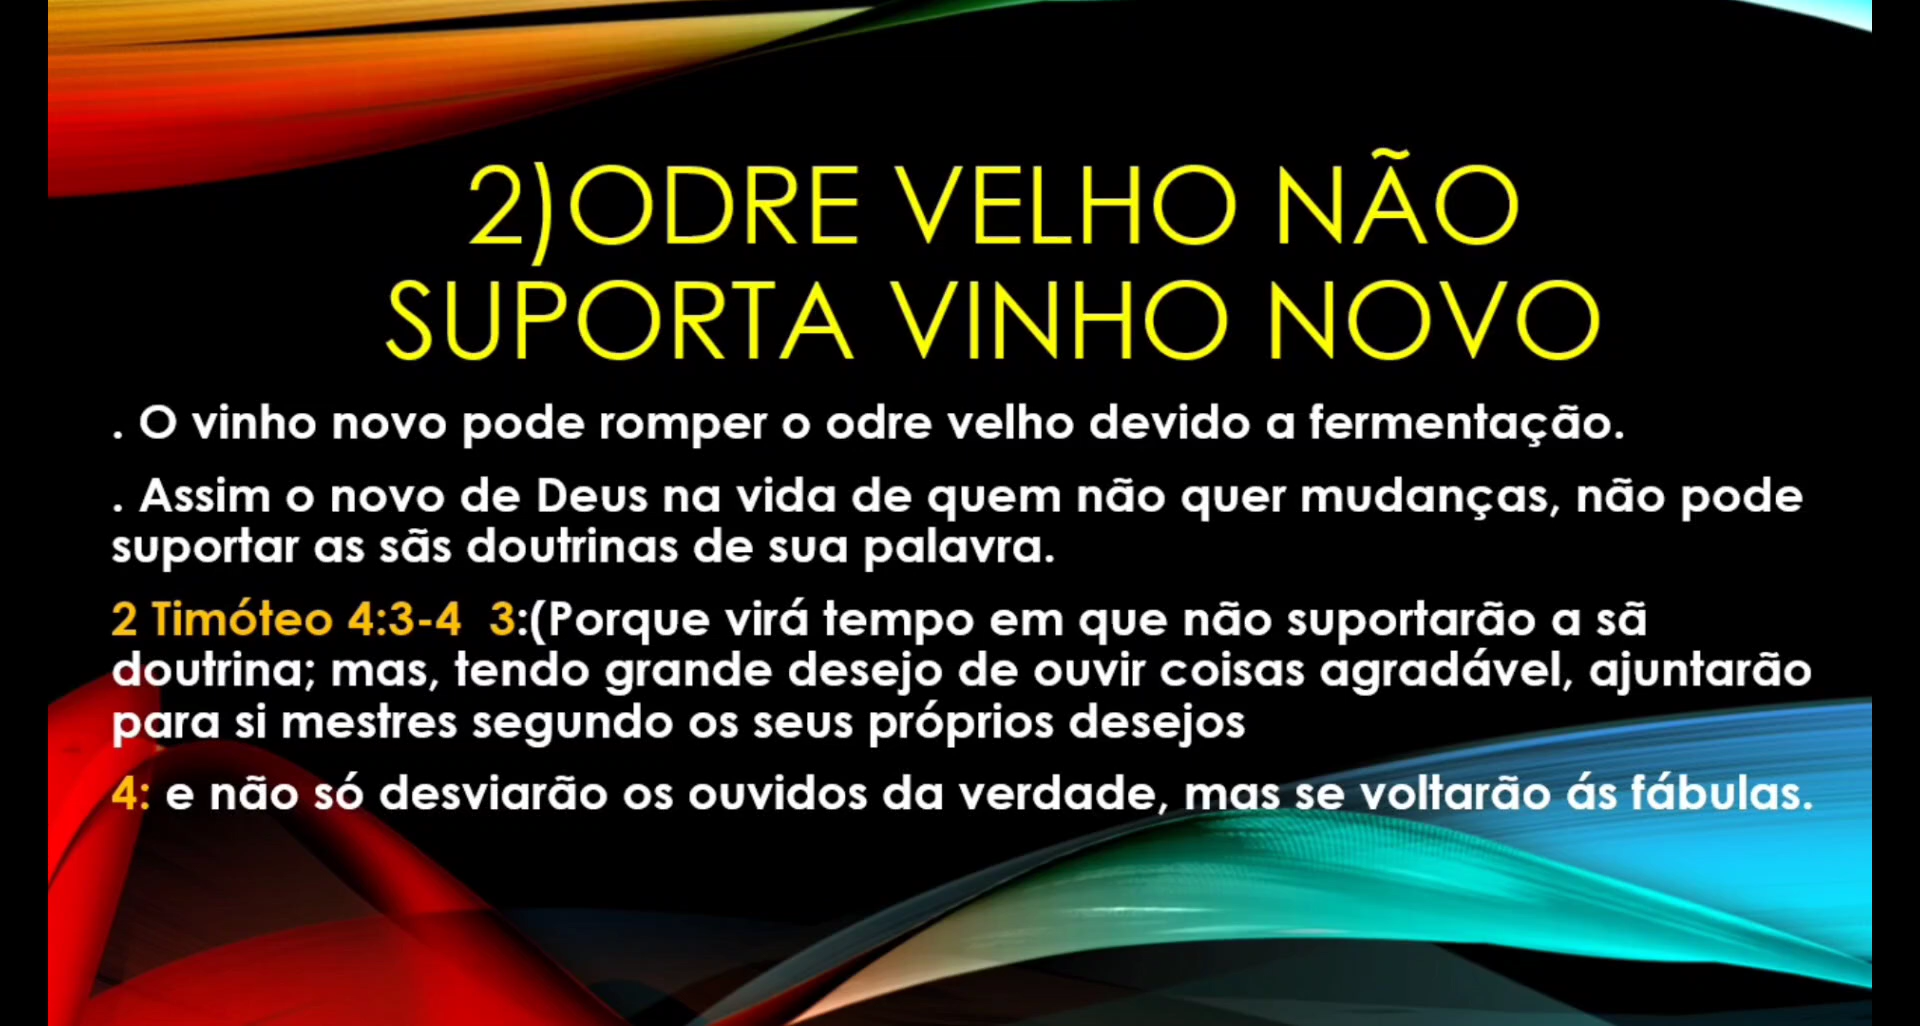 2)ODRE VELHO NÃO
SUPORTA VINHO NOVO
. O vinho novo pode romper o odre velho devido a fermentação.
. Assim o novo de Deus na vida de quem não quer mudanças, não pode
suportar as sãs doutrinas de sua palavra.
2 Timóteo 4:3-4  3:(Porque virá tempo em que não suportarão a sã
doutrina; mas, tendo grande desejo de ouvir coisas agradável, ajuntarão
para si mestres segundo os seus próprios desejos
4: e não só desviarão os ouvidos da verdade, mas se voltarão ás fábulas.